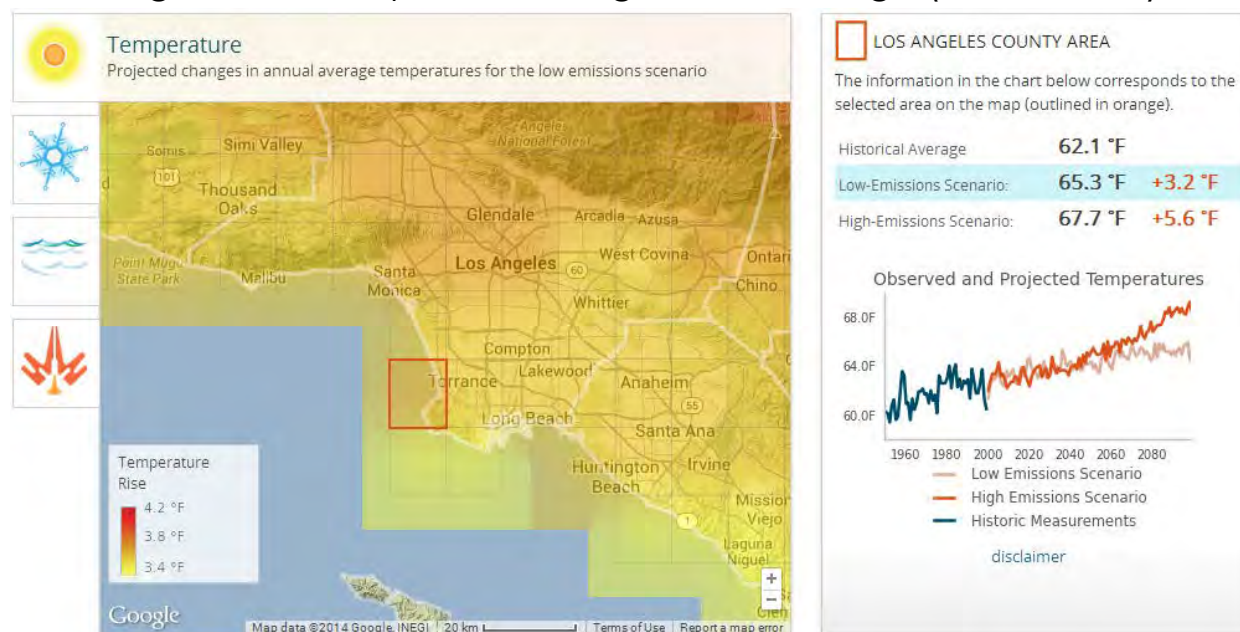 Temperature
Projected changes in annual average temperatures for the low emissions scenario
Angeles
National Forest
Somis
Simi Valley
101
Thousand
Oaks
Glendale
Arcadia
Azusa
Point Mugu
State Park
Malibu
Santa
Monica
Los Angeles
60
West Covina
Ontari
Chino
Whittier
Compton
Torrance
Lakewood
Anaheim
55
Long Beach
Santa Ana
Huntington
Beach
Irvine
Mission
Viejo
1
Laguna
Niguel
Temperature
Rise
4.2 °F
3.8 °F
3.4 °F
+
−
Google
Map data ©2014 Google, INEGI
20 km
Terms of Use
Report a map error
LOS ANGELES COUNTY AREA
The information in the chart below corresponds to the
selected area on the map (outlined in orange).
Historical Average 62.1 °F
Low-Emissions Scenario: 65.3 °F +3.2 °F
High-Emissions Scenario: 67.7 °F +5.6 °F
Observed and Projected Temperatures
68.0F
64.0F
60.0F
1960 1980 2000 2020 2040 2060 2080
Low Emissions Scenario
High Emissions Scenario
Historic Measurements
disclaimer